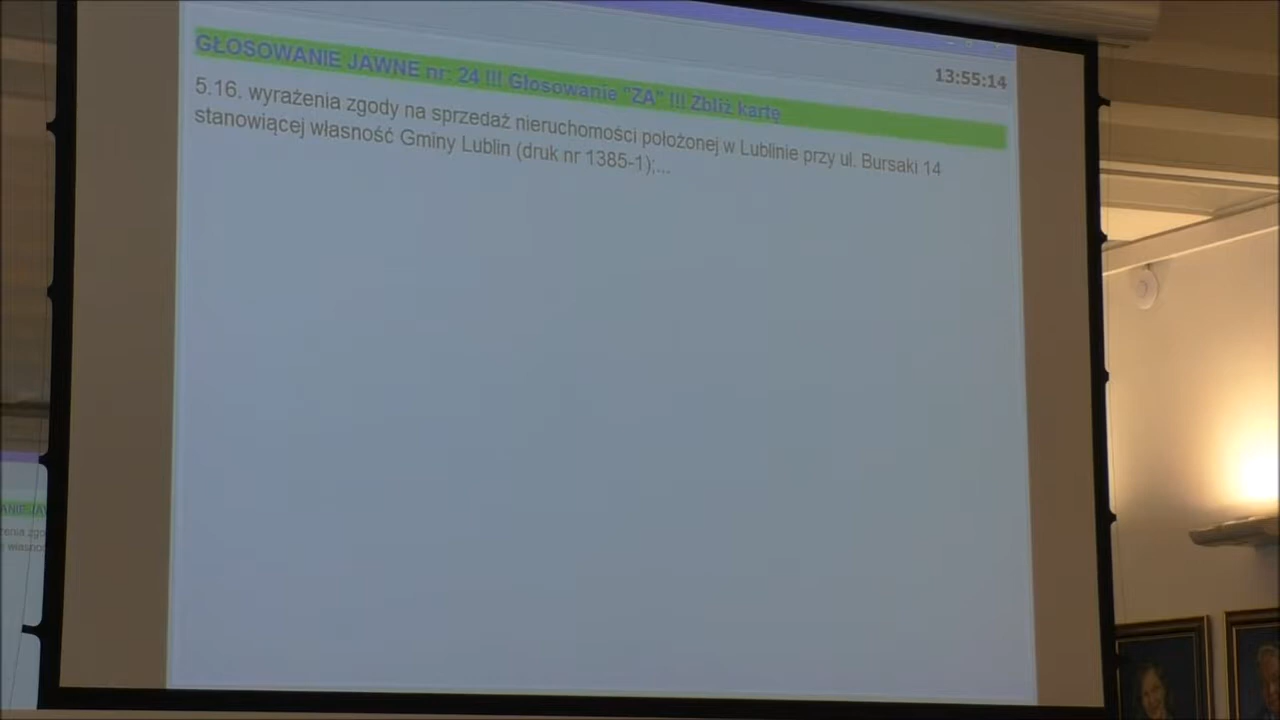 GŁOSOWANIE JAWNE nr: 24 !!! Głosowanie "ZA" !!! Zbliż kartę
13:55:14
5.16. wyrażenia zgody na sprzedaż nieruchomości położonej w Lublinie przy ul. Bursaki 14
stanowiącej własność Gminy Lublin (druk nr 1385-1);...